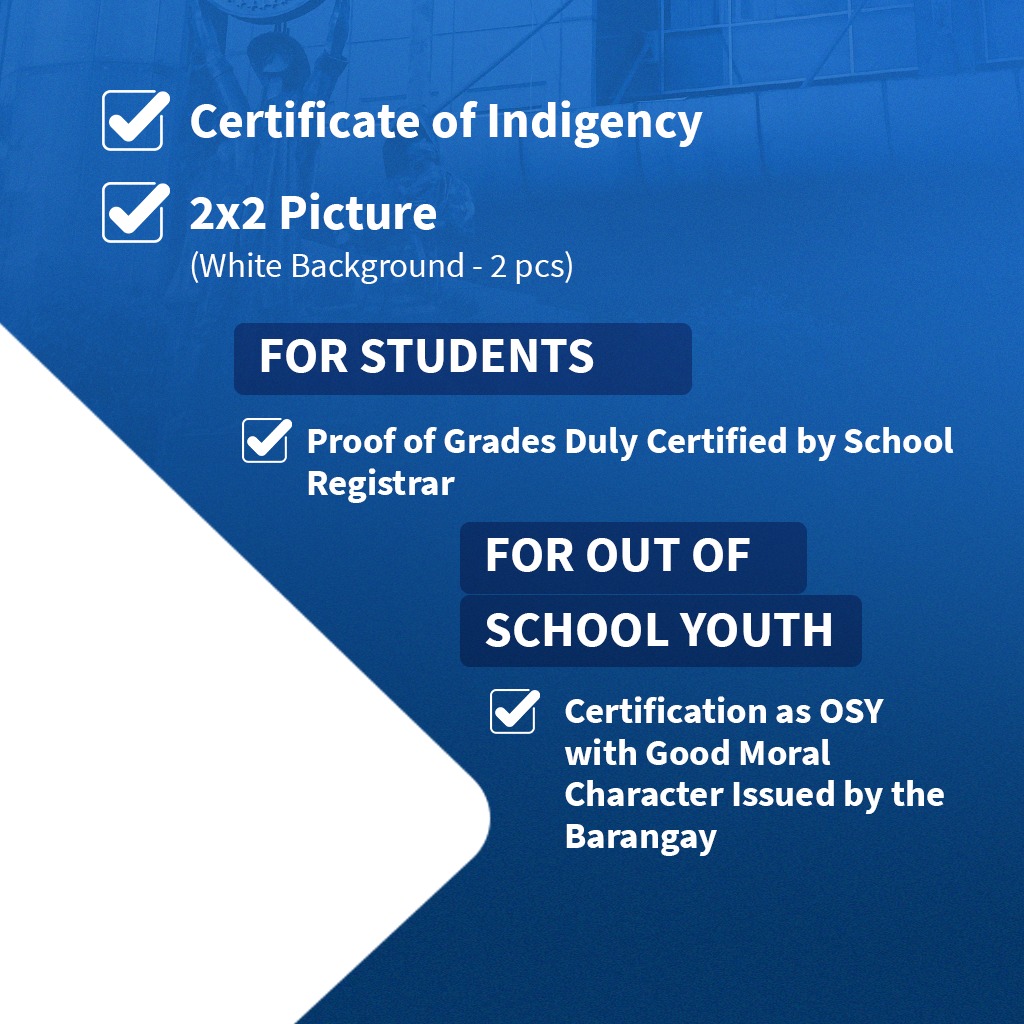 Certificate of Indigency
2x2 Picture
(White Background - 2 pcs)
FOR STUDENTS
Proof of Grades Duly Certified by School
Registrar
FOR OUT OF
SCHOOL YOUTH
Certification as OSY
with Good Moral
Character Issued by the
Barangay